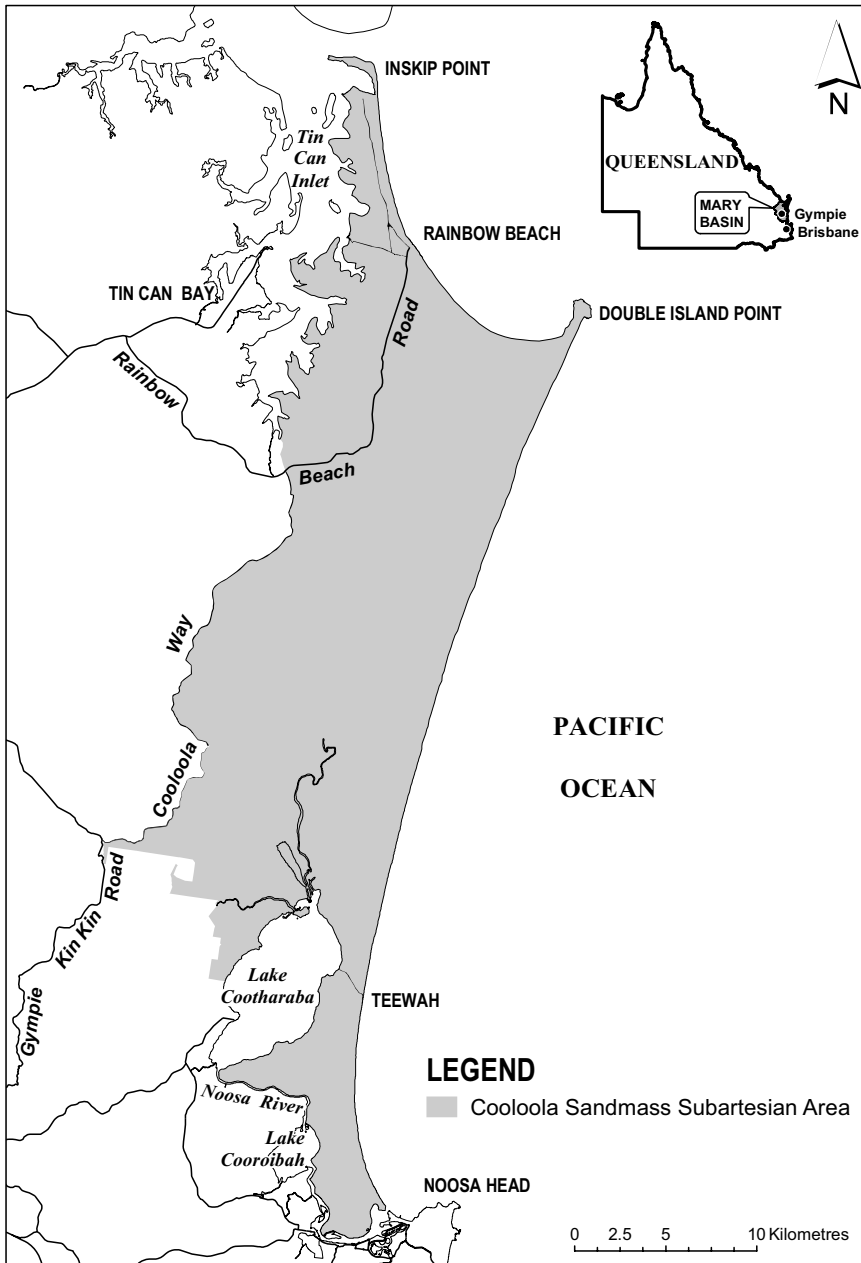 INSKIP POINT
N
Tin
Can
Inlet
QUEENSLAND
MARY
BASIN
Gympie
Brisbane
RAINBOW BEACH
TIN CAN BAY
DOUBLE ISLAND POINT
Road
Rainbow
Beach
Way
Cooloola
PACIFIC
OCEAN
Road
Kin Kin
Gympie
Lake
Cootharaba
TEEWAH
LEGEND
Cooloola Sandmass Subartesian Area
Noosa River
Lake
Cooroibah
NOOSA HEAD
0 2.5 5 10 Kilometres